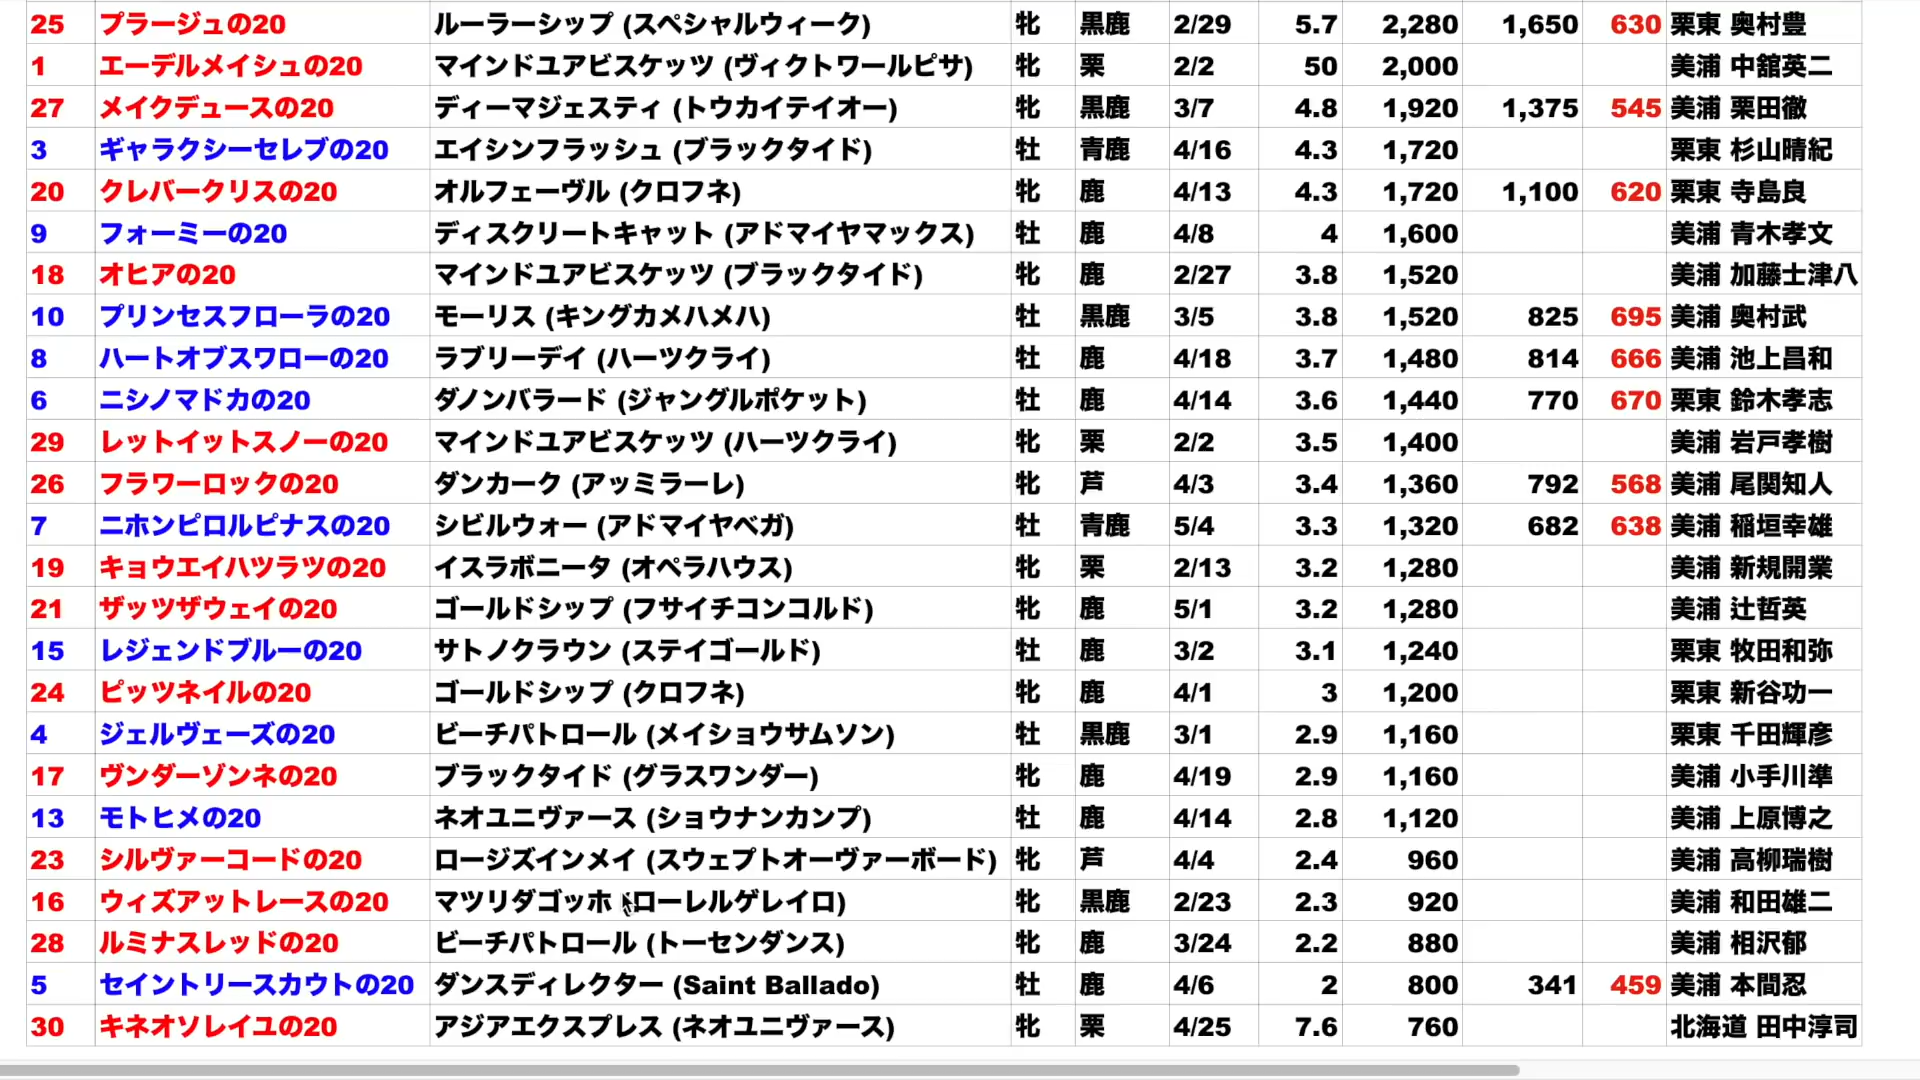 25 プラージュの20 ルーラーシップ (スペシャルウィーク) 牝 黒鹿 2/29 5.7 2,280 1,650 630 栗東 奥村豊
1 エーデルメイシュの20 マインドユアビスケッツ (ヴィクトワールピサ) 牝 栗 2/2 50 2,000 美浦 中舘英二
27 メイクデュースの20 ディーマジェスティ (トウカイテイオー) 牝 黒鹿 3/7 4.8 1,920 1,375 545 美浦 栗田徹
3 ギャラクシーセレブの20 エイシンフラッシュ (ブラックタイド) 牡 青鹿 4/16 4.3 1,720 栗東 杉山晴紀
20 クレバークリスの20 オルフェーヴル (クロフネ) 牝 鹿 4/13 4.3 1,720 1,100 620 栗東 寺島良
9 フォーミーの20 ディスクリートキャット (アドマイヤマックス) 牡 鹿 4/8 4 1,600 美浦 青木孝文
18 オヒアの20 マインドユアビスケッツ (ブラックタイド) 牝 鹿 2/27 3.8 1,520 美浦 加藤士津八
10 プリンセスフローラの20 モーリス (キングカメハメハ) 牡 黒鹿 3/5 3.8 1,520 825 695 美浦 奥村武
8 ハートオブスワローの20 ラブリーデイ (ハーツクライ) 牡 鹿 4/18 3.7 1,480 814 666 美浦 池上昌和
6 ニシノマドカの20 ダノンバラード (ジャングルポケット) 牡 鹿 4/14 3.6 1,440 770 670 栗東 鈴木孝志
29 レットイットスノーの20 マインドユアビスケッツ (ハーツクライ) 牝 栗 2/2 3.5 1,400 美浦 岩戸孝樹
26 フラワーロックの20 ダンカーク (アッミラーレ) 牝 芦 4/3 3.4 1,360 792 568 美浦 尾関知人
7 ニホンピロルピナスの20 シビルウォー (アドマイヤベガ) 牡 青鹿 5/4 3.3 1,320 682 638 美浦 稲垣幸雄
19 キョウエイハツラツの20 イスラボニータ (オペラハウス) 牝 栗 2/13 3.2 1,280 美浦 新規開業
21 ザッツザウェイの20 ゴールドシップ (フサイチコンコルド) 牝 鹿 5/1 3.2 1,280 美浦 辻哲英
15 レジェンドブルーの20 サトノクラウン (ステイゴールド) 牡 鹿 3/2 3.1 1,240 栗東 牧田和弥
24 ピッツネイルの20 ゴールドシップ (クロフネ) 牝 鹿 4/1 3 1,200 栗東 新谷功一
4 ジェルヴェーズの20 ビーチパトロール (メイショウサムソン) 牡 黒鹿 3/1 2.9 1,160 栗東 千田輝彦
17 ヴンダーゾンネの20 ブラックタイド (グラスワンダー) 牝 鹿 4/19 2.9 1,160 美浦 小手川準
13 モトヒメの20 ネオユニヴァース (ショウナンカンプ) 牡 鹿 4/14 2.8 1,120 美浦 上原博之
23 シルヴァーコードの20 ロージズインメイ (スウェプトオーヴァーボード) 牝 芦 4/4 2.4 960 美浦 高柳瑞樹
16 ウィズアットレースの20 マツリダゴッホ (ローレルゲレイロ) 牝 黒鹿 2/23 2.3 920 美浦 和田雄二
28 ルミナスレッドの20 ビーチパトロール (トーセンダンス) 牝 鹿 3/24 2.2 880 美浦 相沢郁
5 セイントリースカウトの20 ダンスディレクター (Saint Ballado) 牡 鹿 4/6 2 800 341 459 美浦 本間忍
30 キネオソレイユの20 アジアエクスプレス (ネオユニヴァース) 牝 栗 4/25 7.6 760 北海道 田中淳司